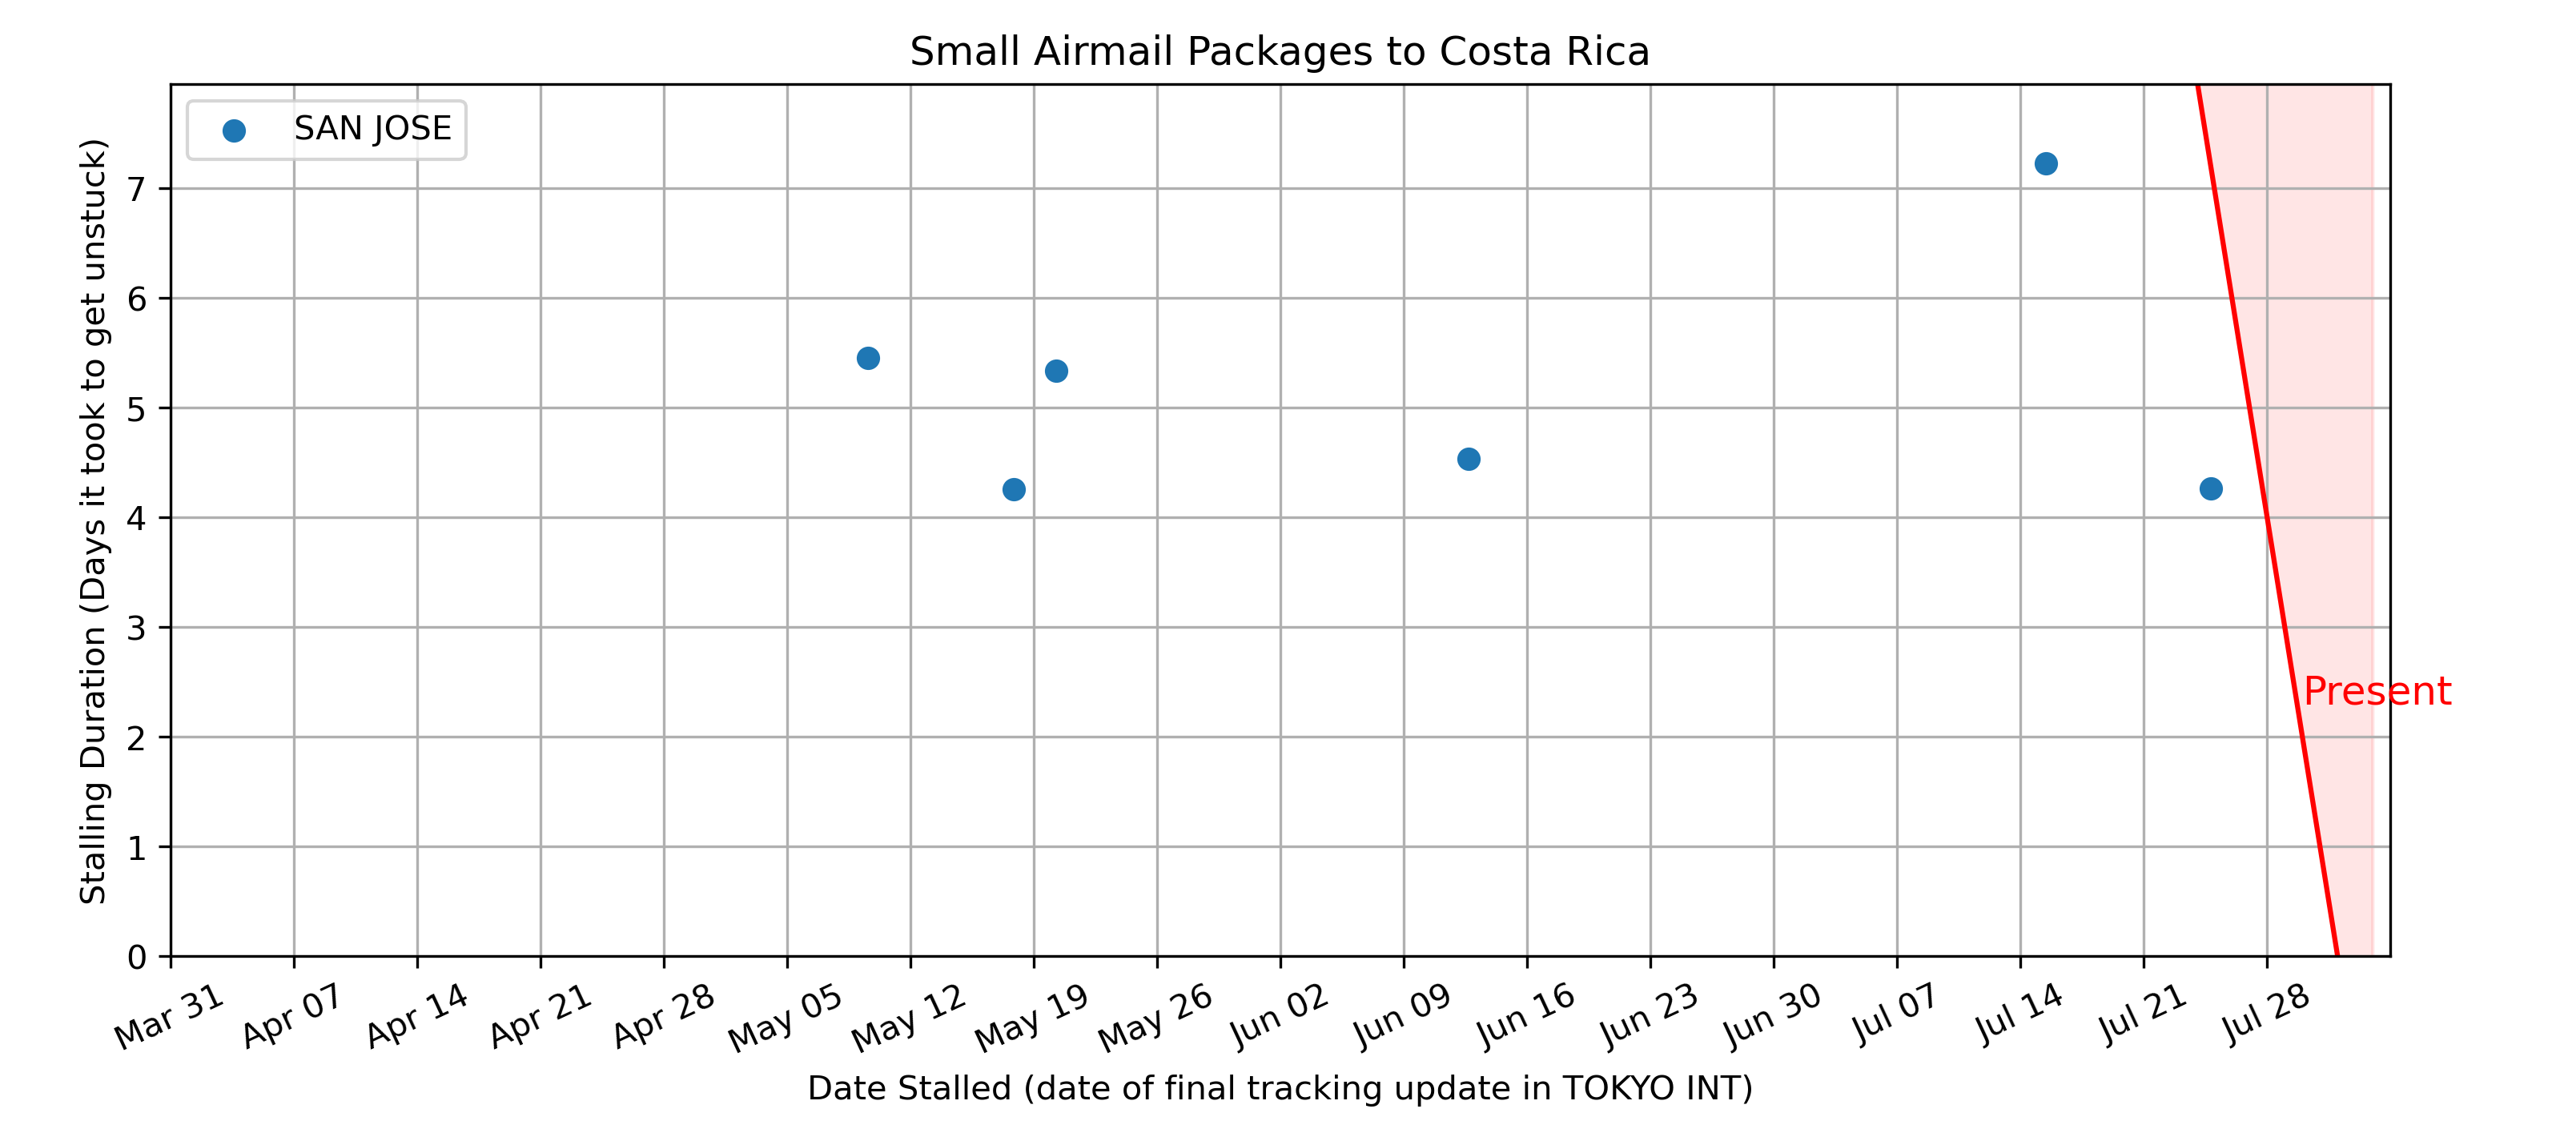 Small Airmail Packages to Costa Rica
SAN JOSE
Stalling Duration (Days it took to get unstuck)
7
6
5
4
3
2
1
0
Present
Mar 31
Apr 07
Apr 14
Apr 21
Apr 28
May 05
May 12
May 19
May 26
Jun 02
Jun 09
Jun 16
Jun 23
Jun 30
Jul 07
Jul 14
Jul 21
Jul 28
Date Stalled (date of final tracking update in TOKYO INT)